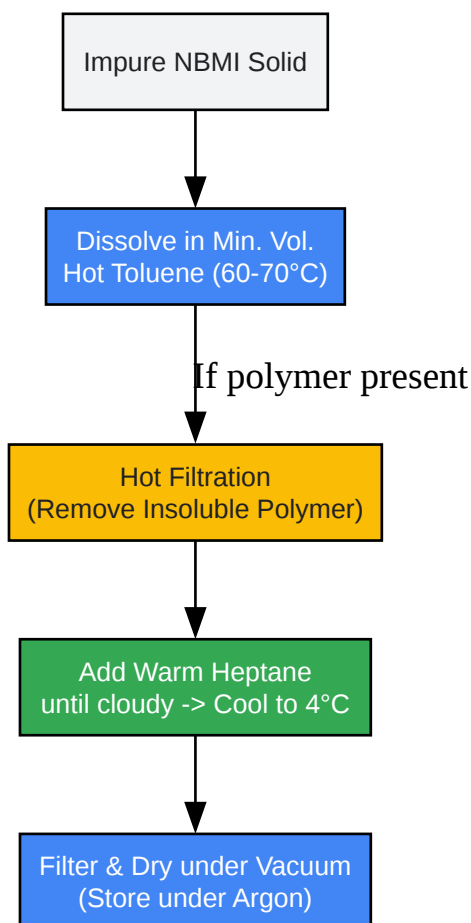 Impure NBMI Solid
Dissolve in Min. Vol.
Hot Toluene (60-70°C)
If polymer present
Hot Filtration
(Remove Insoluble Polymer)
Add Warm Heptane
until cloudy -> Cool to 4°C
Filter & Dry under Vacuum
(Store under Argon)